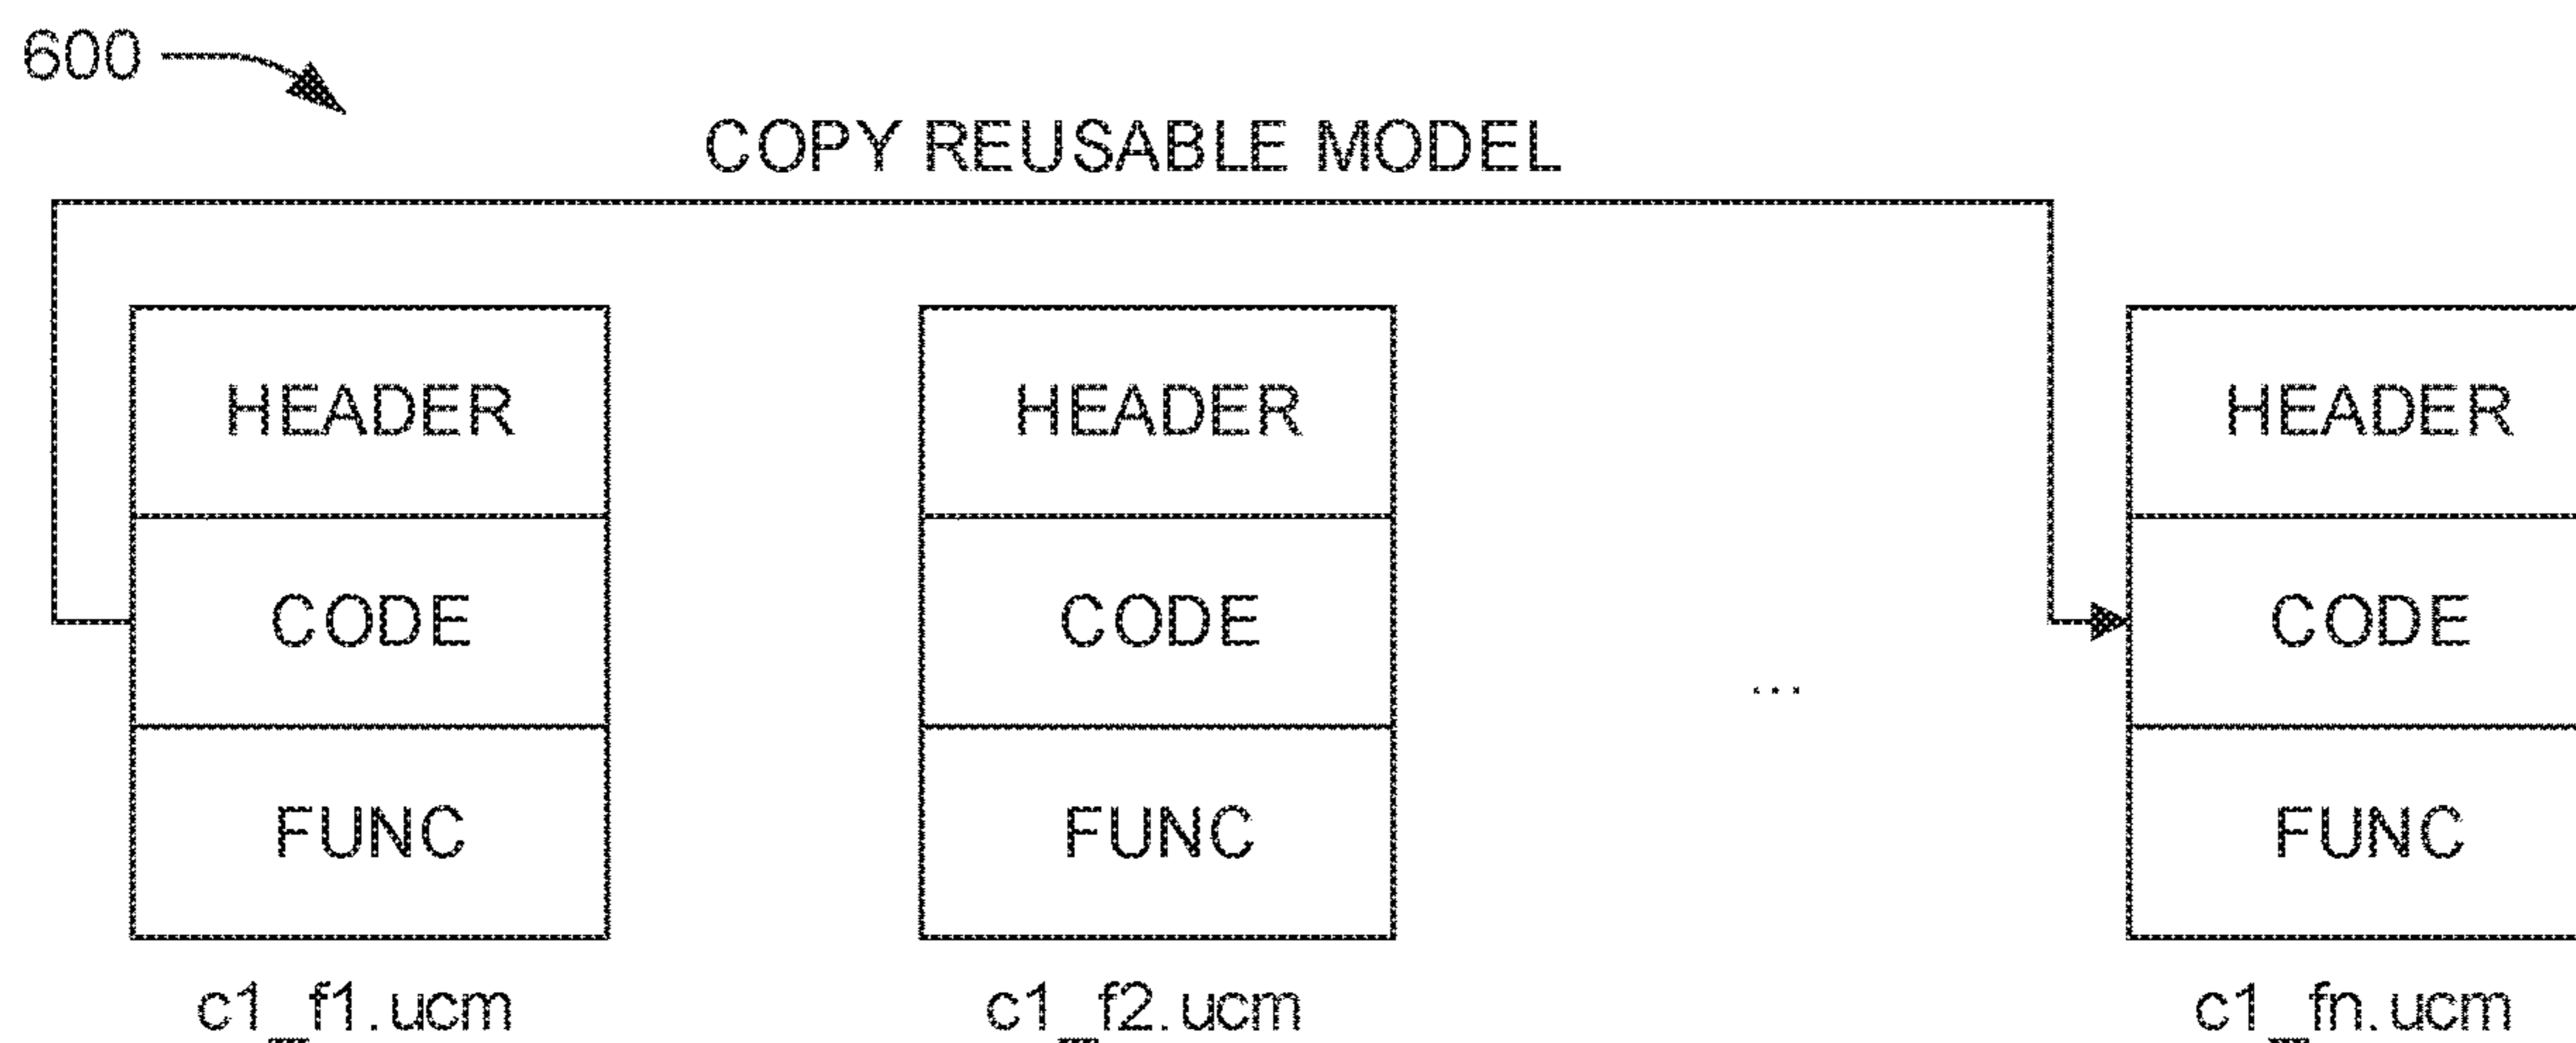 600
COPY REUSABLE MODEL
HEADER HEADER HEADER
CODE CODE CODE
...
FUNC FUNC FUNC
c1_f1.ucm c1_f2.ucm c1_fn.ucm